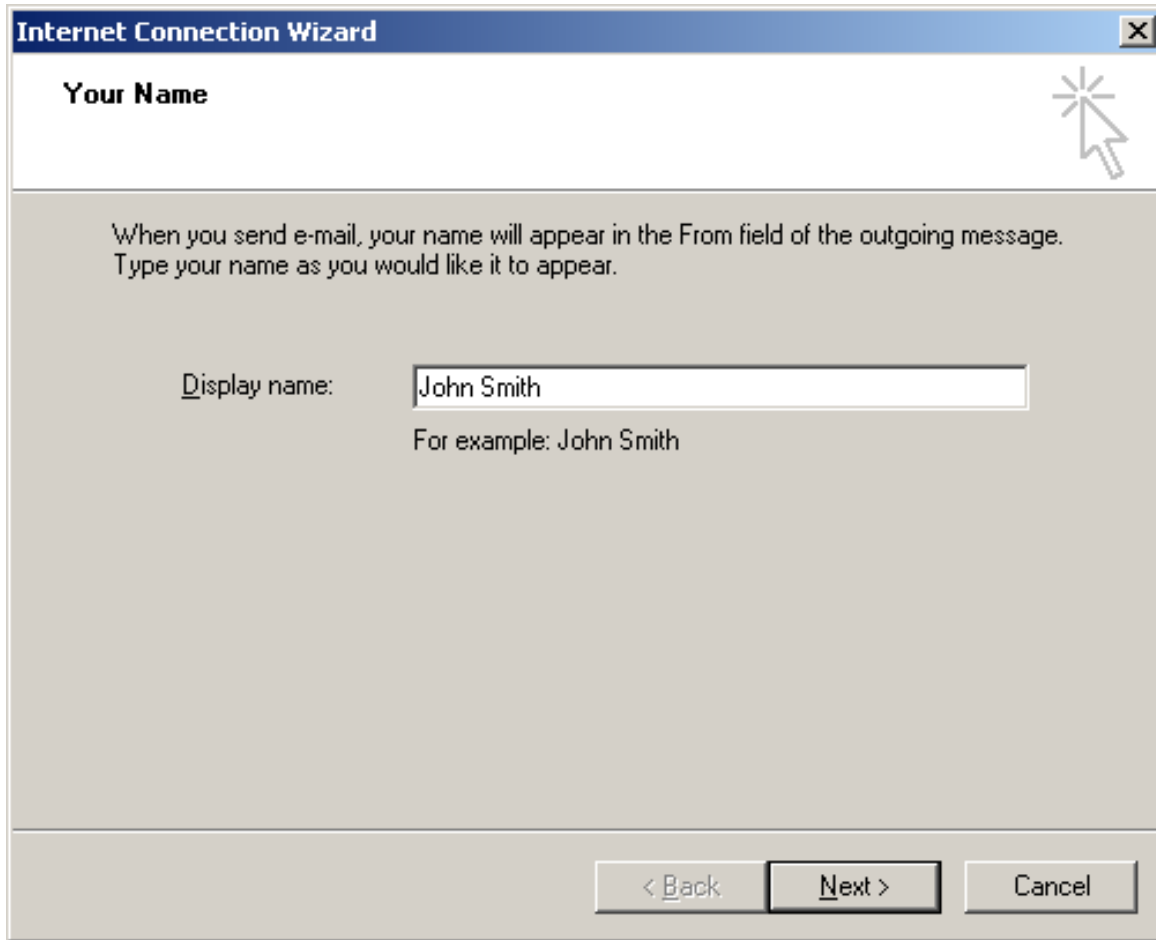 Internet Connection Wizard
Your Name
When you send e-mail, your name will appear in the From field of the outgoing message.
Type your name as you would like it to appear.
Display name:
John Smith
For example: John Smith
< Back
Next >
Cancel